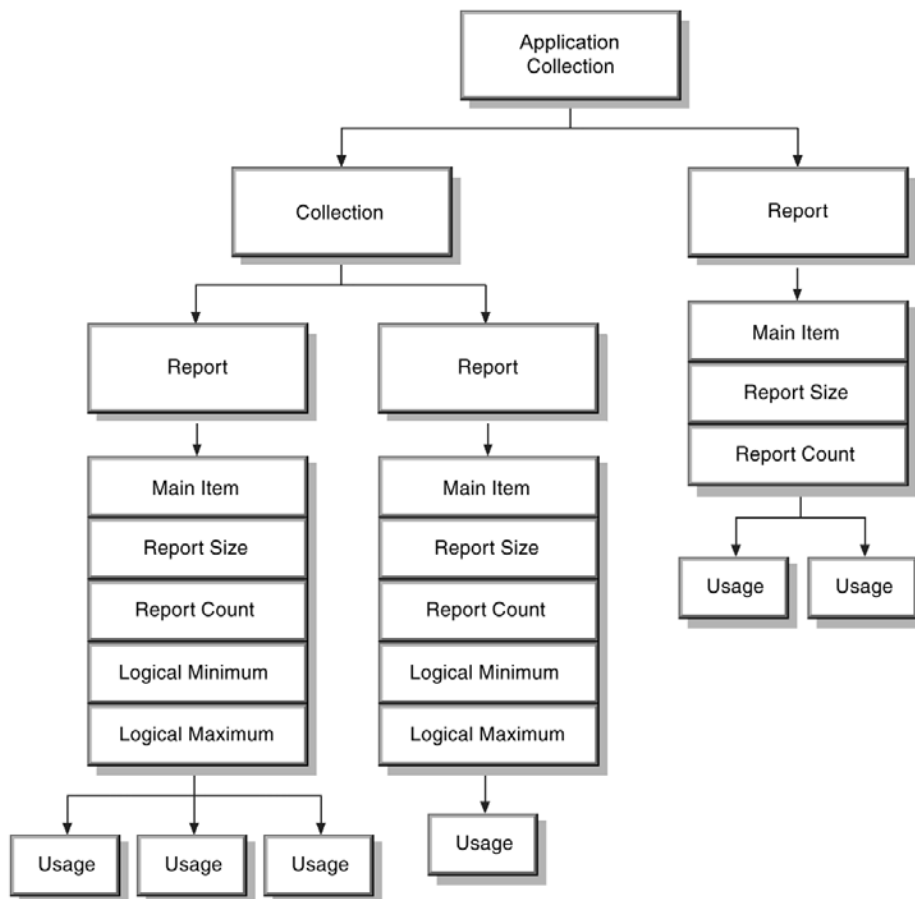 Application
Collection
Collection
Report
Report
Report
Main Item
Report Size
Report Count
Usage
Usage
Main Item
Report Size
Report Count
Logical Minimum
Logical Maximum
Usage
Usage
Usage
Main Item
Report Size
Report Count
Logical Minimum
Logical Maximum
Usage